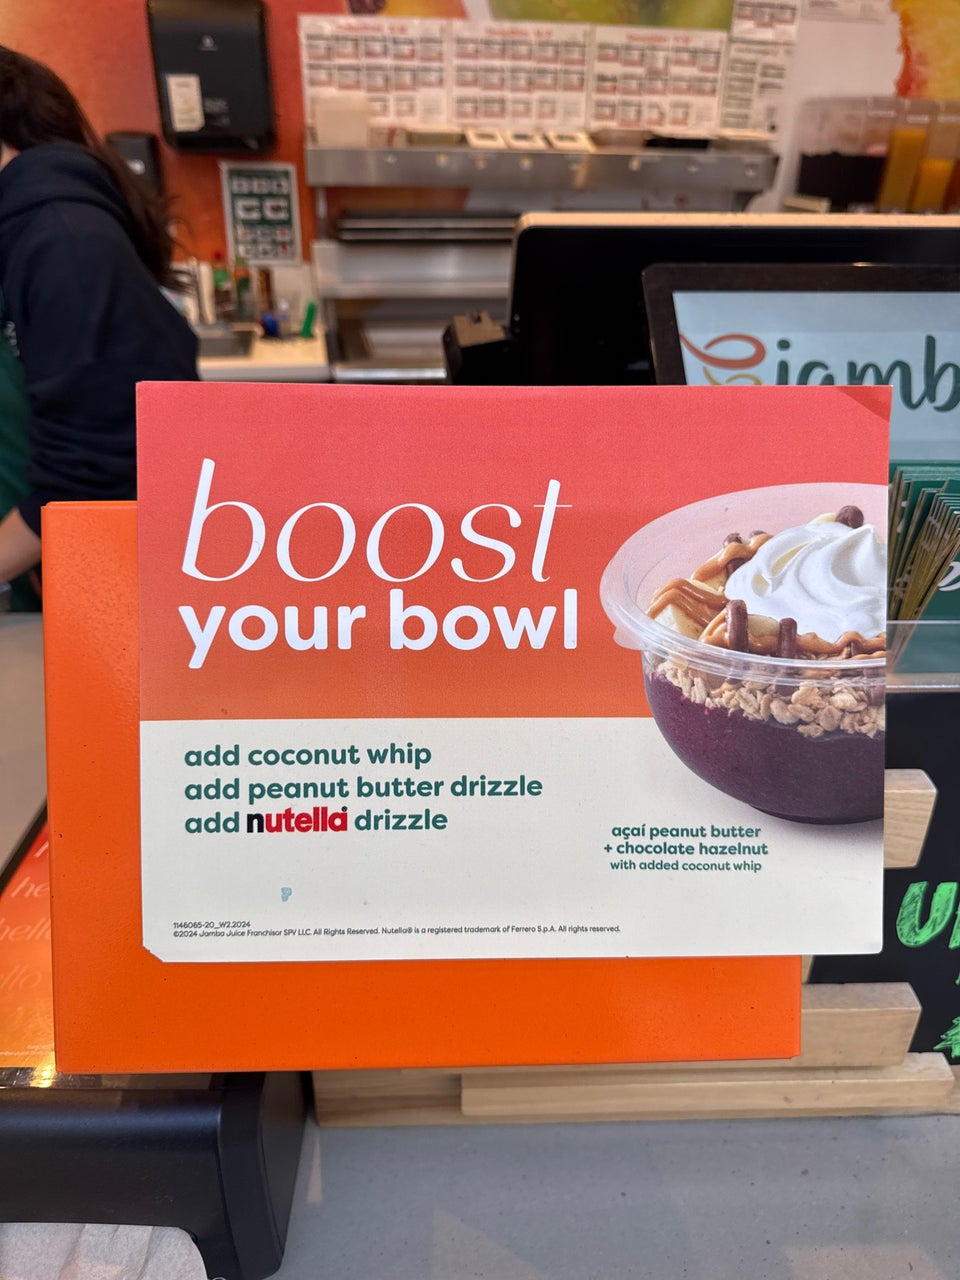 jamb
boost
your bowl
add coconut whip
add peanut butter drizzle
add nutella drizzle
açaí peanut butter
+ chocolate hazelnut
with added coconut whip
1146065-20_W2.2024
©2024 Jamba Juice Franchisor SPV LLC. All Rights Reserved. Nutella® is a registered trademark of Ferrero S.p.A. All rights reserved.